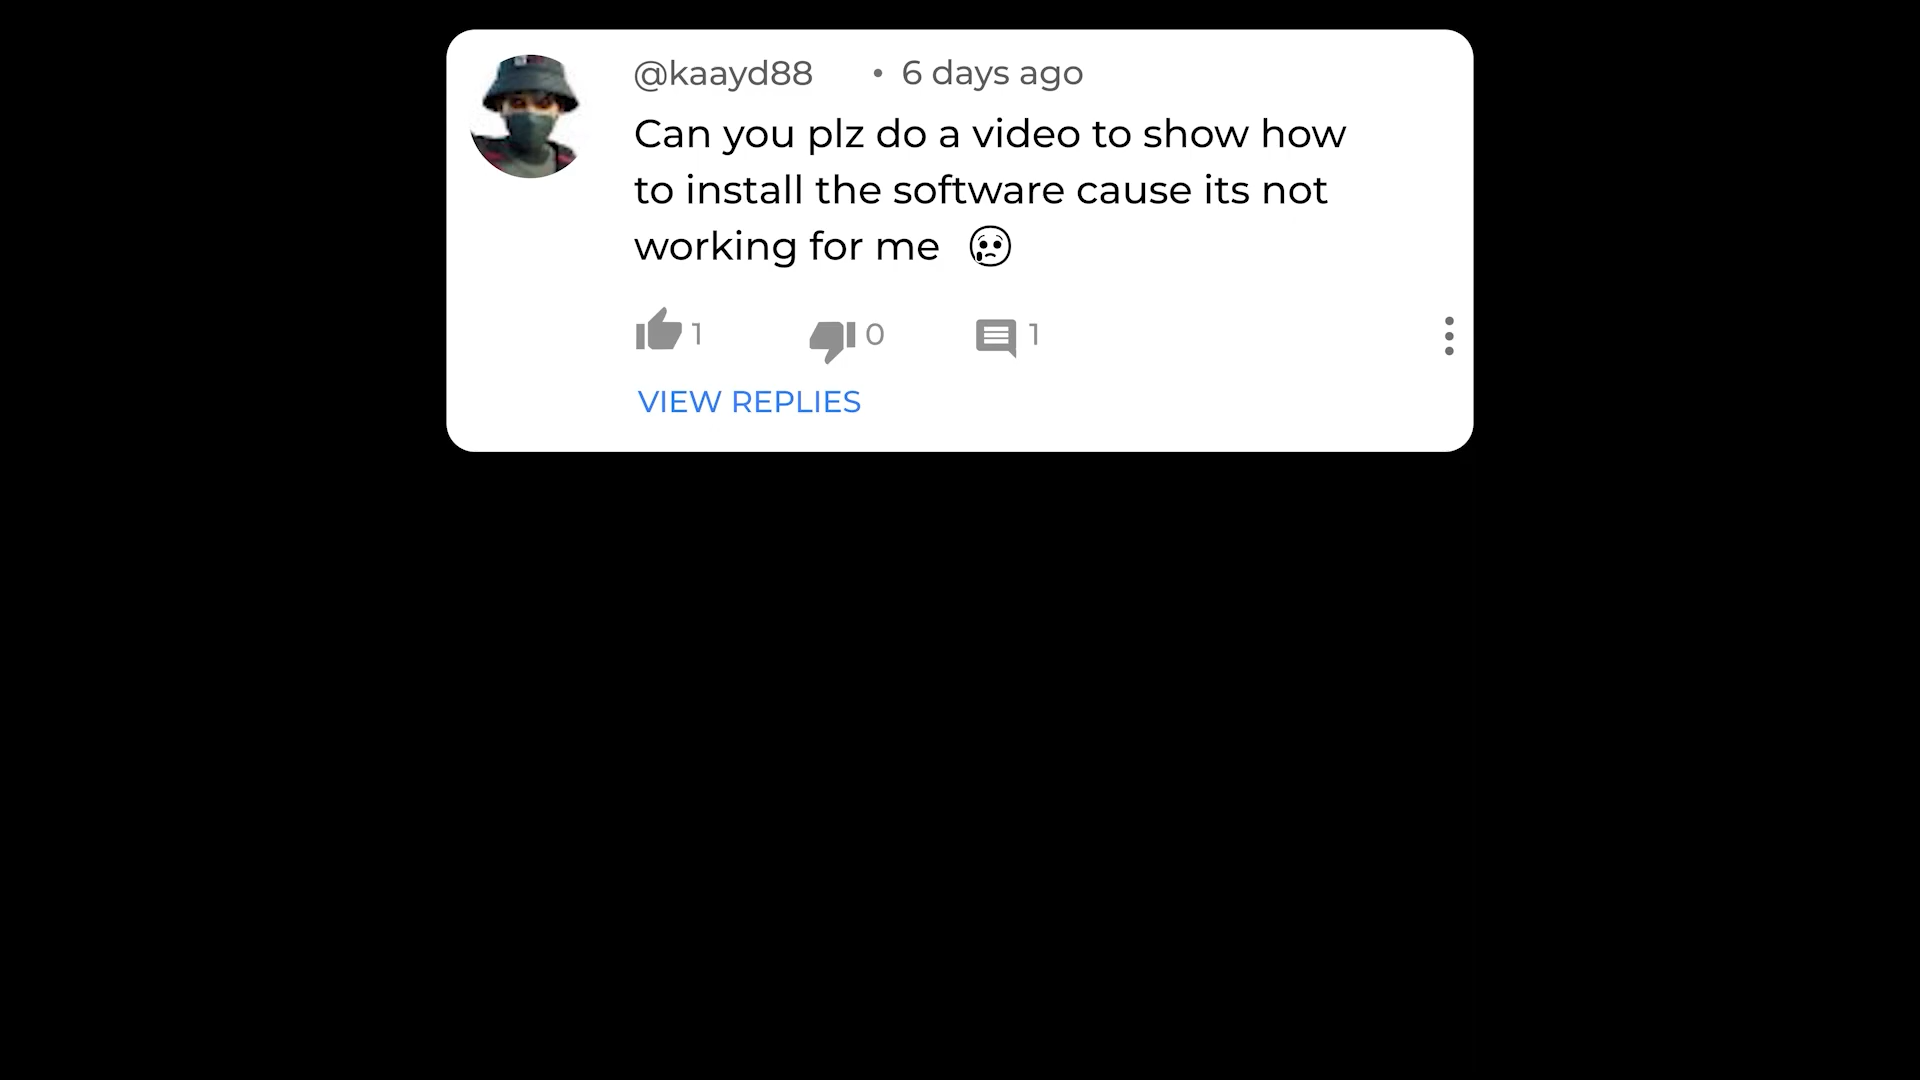 @kaayd88 • 6 days ago
Can you plz do a video to show how
to install the software cause its not
working for me 😢
1 0 1
VIEW REPLIES